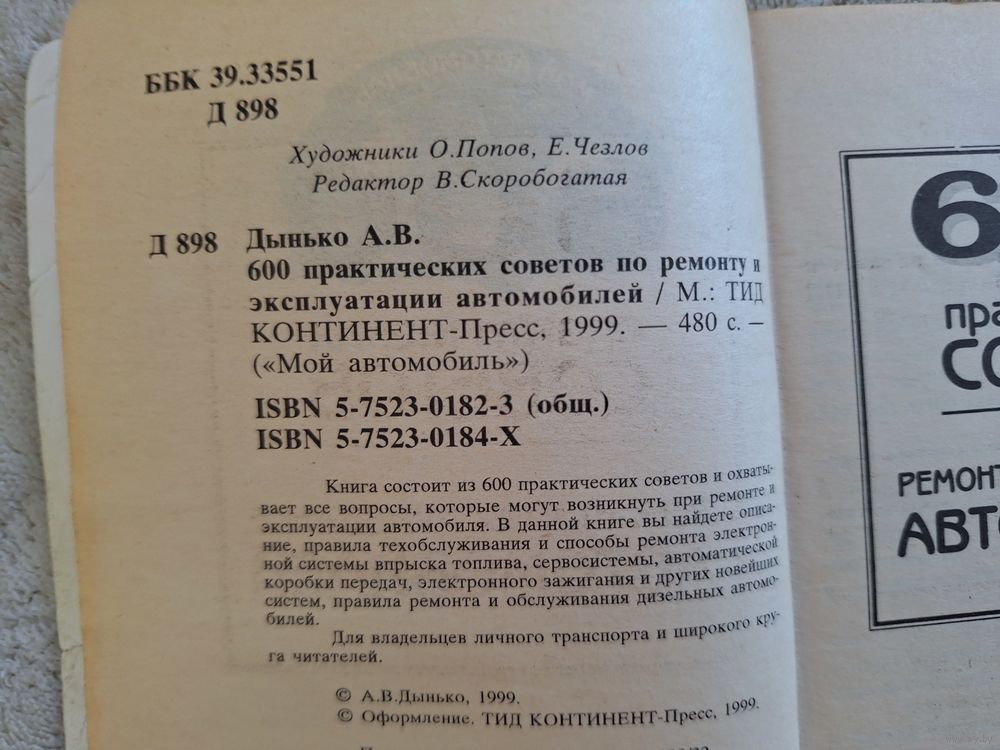 ББК 39.33551
Д 898
Художники О.Попов, Е.Чезлов
Редактор В.Скоробогатая
Д 898 Дынько А.В.
600 практических советов по ремонту и
эксплуатации автомобилей / М.: ТИД
КОНТИНЕНТ-Пресс, 1999. — 480 с. –
(«Мой автомобиль»)
ISBN 5-7523-0182-3 (общ.)
ISBN 5-7523-0184-X
Книга состоит из 600 практических советов и охваты-
вает все вопросы, которые могут возникнуть при ремонте и
эксплуатации автомобиля. В данной книге вы найдете описа-
ние, правила техобслуживания и способы ремонта электрон-
ной системы впрыска топлива, сервосистемы, автоматической
коробки передач, электронного зажигания и других новейших
систем, правила ремонта и обслуживания дизельных автомо-
билей.
Для владельцев личного транспорта и широкого кру-
га читателей.
© А.В.Дынько, 1999.
© Оформление. ТИД КОНТИНЕНТ-Пресс, 1999.
6
пра
СО
РЕМОНТ
АВТО